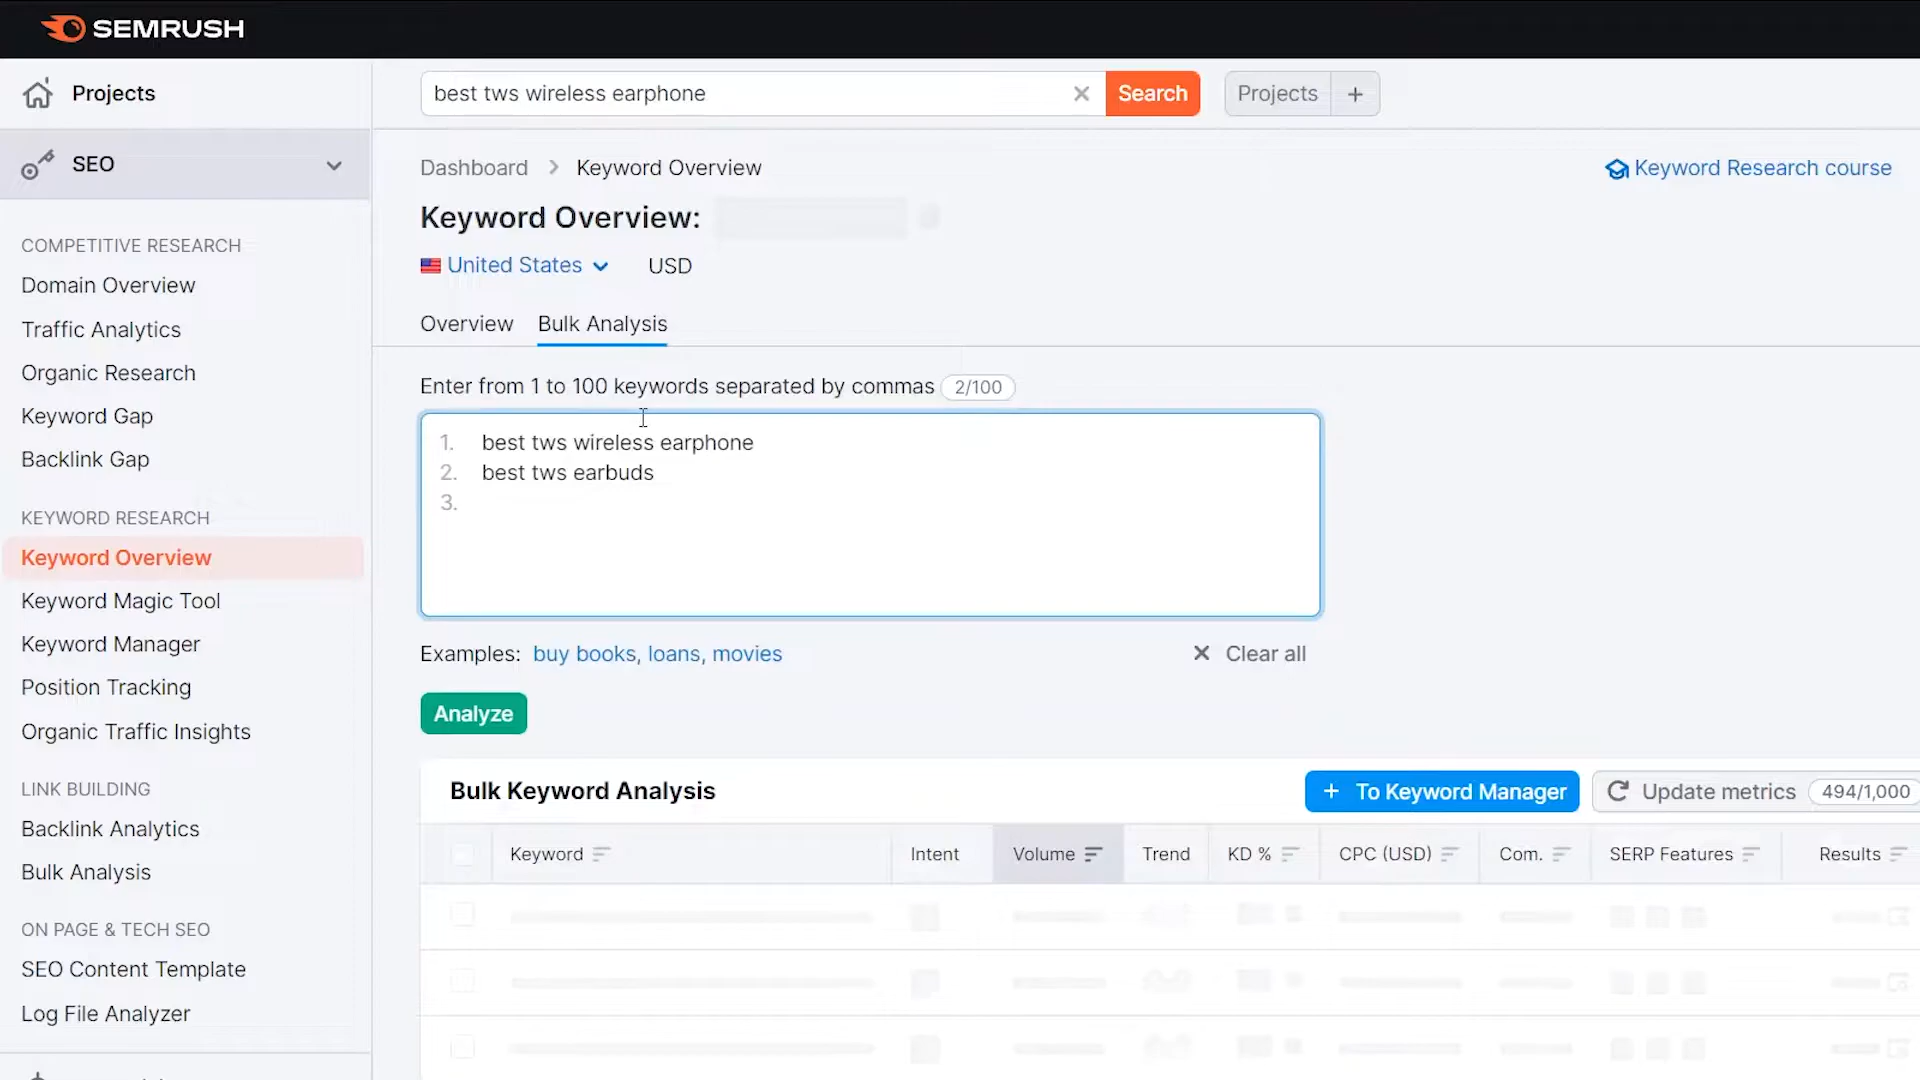 SEMRUSH
Projects
best tws wireless earphone
Search
Projects
+
SEO
Dashboard
Keyword Overview
Keyword Research course
Keyword Overview:
United States
USD
Overview
Bulk Analysis
Enter from 1 to 100 keywords separated by commas
2/100
1. best tws wireless earphone
2. best tws earbuds
3.
Examples: buy books, loans, movies
Clear all
Analyze
COMPETITIVE RESEARCH
Domain Overview
Traffic Analytics
Organic Research
Keyword Gap
Backlink Gap
KEYWORD RESEARCH
Keyword Overview
Keyword Magic Tool
Keyword Manager
Position Tracking
Organic Traffic Insights
LINK BUILDING
Backlink Analytics
Bulk Analysis
ON PAGE & TECH SEO
SEO Content Template
Log File Analyzer
Bulk Keyword Analysis
+ To Keyword Manager
Update metrics 494/1,000
Keyword Intent Volume Trend KD % CPC (USD) Com. SERP Features Results